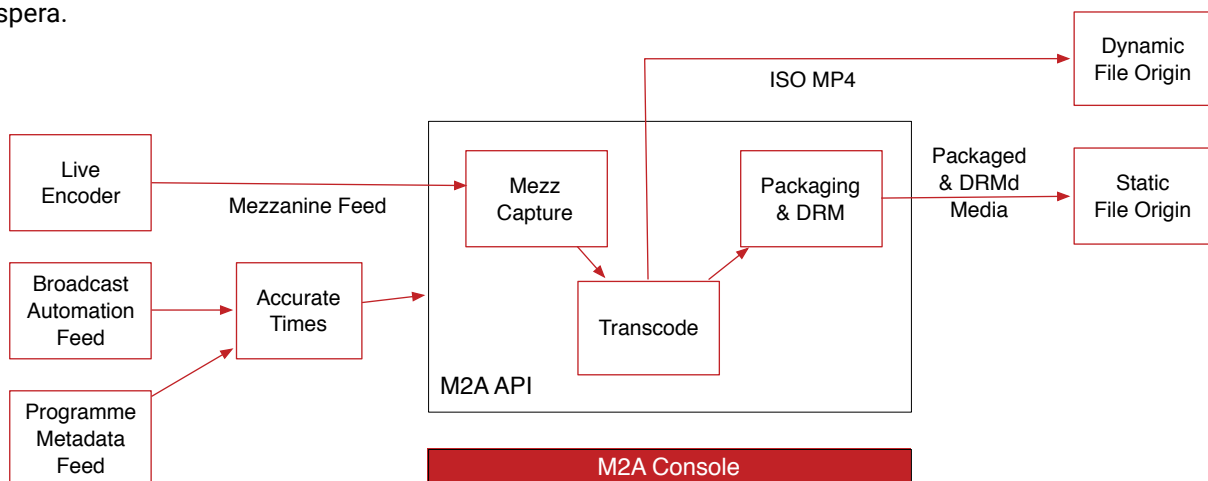 spera.
Dynamic
File Origin
ISO MP4
Live
Encoder
Mezzanine Feed
Mezz
Capture
Packaging
& DRM
Packaged
& DRMd
Media
Static
File Origin
Broadcast
Automation
Feed
Accurate
Times
Transcode
M2A API
Programme
Metadata
Feed
M2A Console